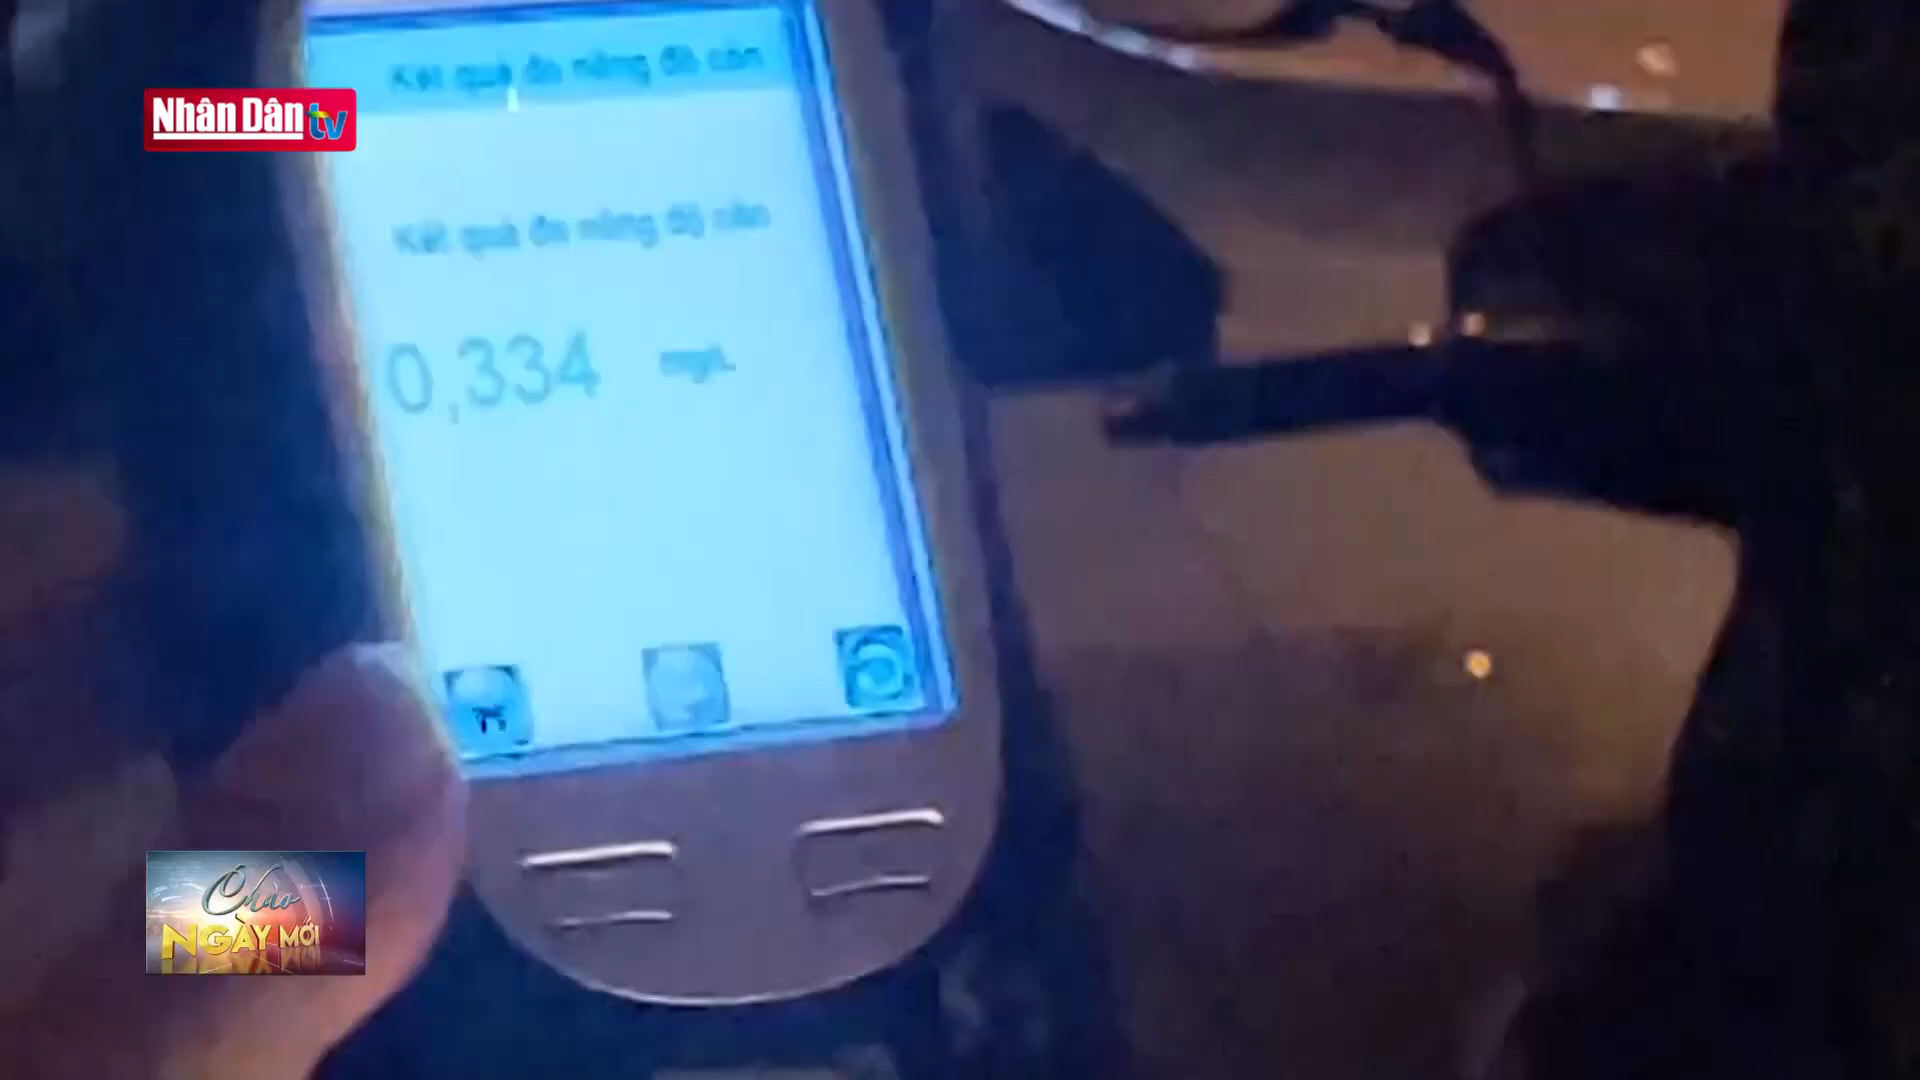 Kết quả đo nồng độ cồn
Nhân Dân tv
Kết quả đo nồng độ cồn
0,334 mg/L
Chào
NGÀY MỚI